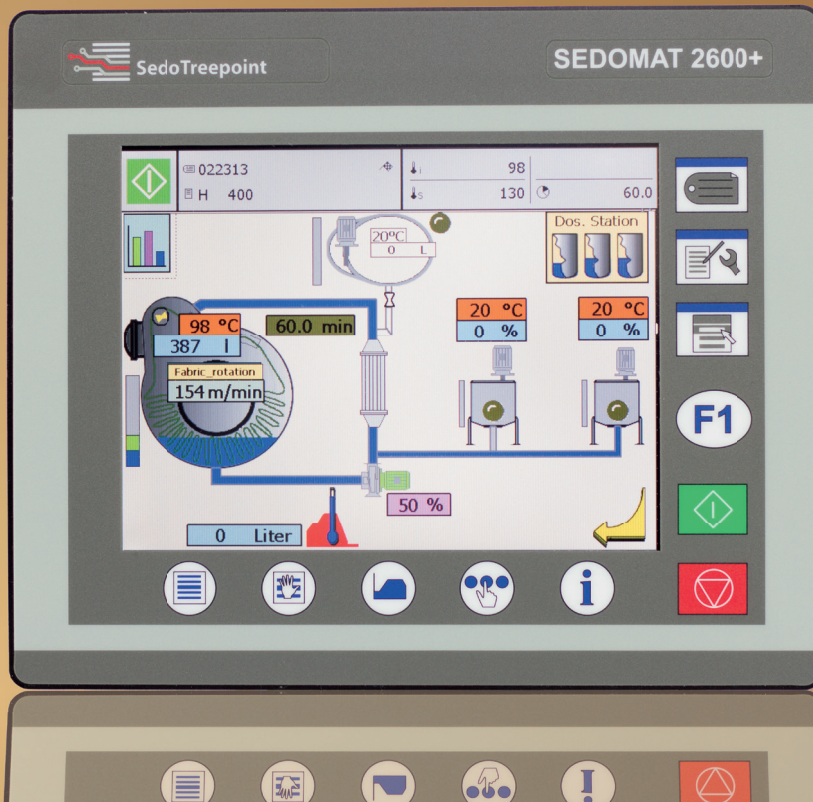 SedoTreepoint
SEDOMAT 2600+
022313
H 400
i 98
s 130 60.0
Dos. Station
20°C
0 L
20 °C
0 %
20 °C
0 %
98 °C
387 l
60.0 min
Fabric_rotation
154 m/min
50 %
0 Liter
F1
i